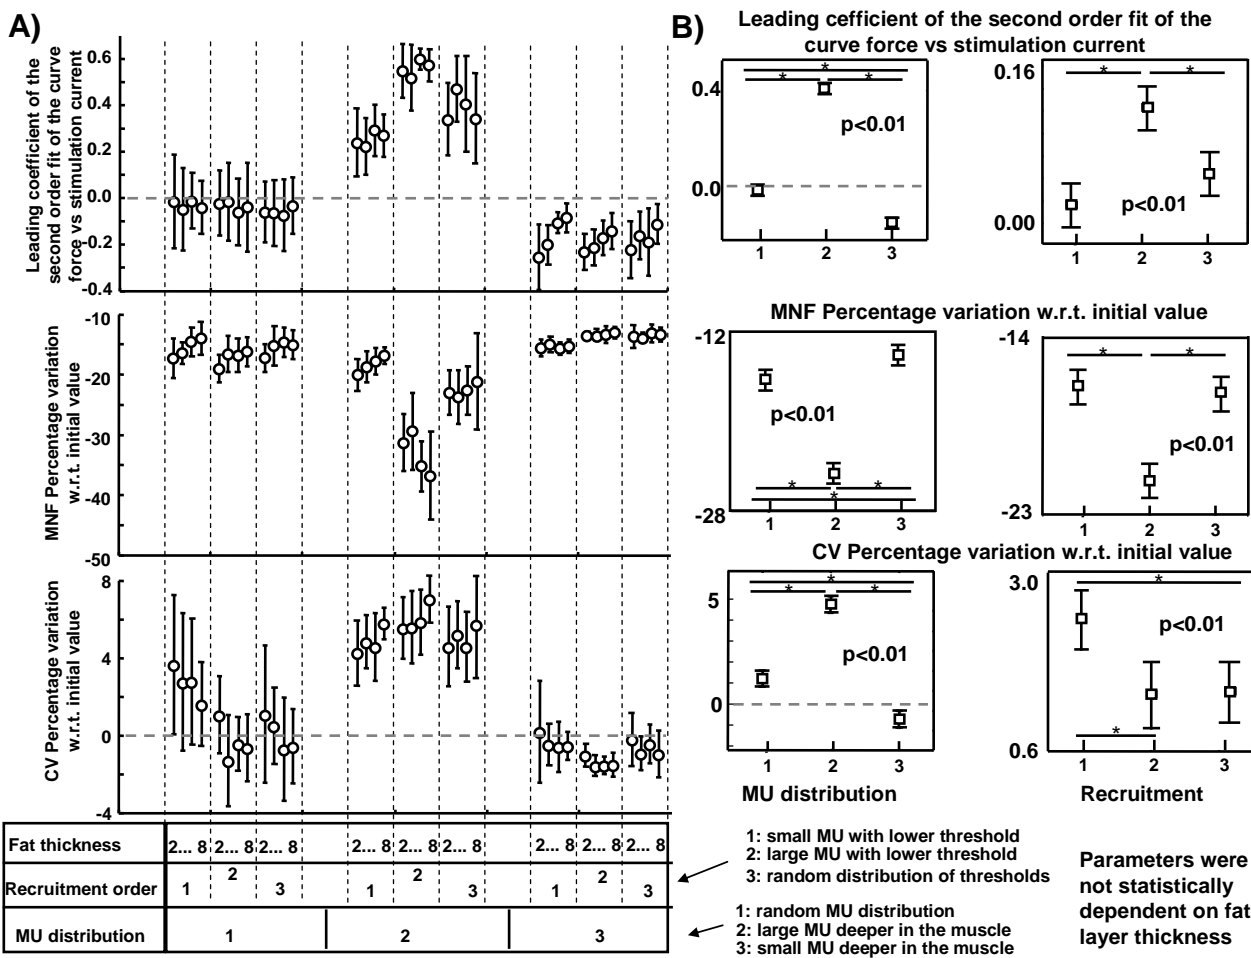 A)
Leading coefficient of the
second order fit of the curve
force vs stimulation current
0.6
0.4
0.2
0.0
-0.2
-0.4
MNF Percentage variation
w.r.t. initial value
-10
-20
-30
-40
-50
CV Percentage variation
w.r.t. initial value
8
4
0
-4
Fat thickness
2... 8 2... 8 2... 8 2... 8 2... 8 2... 8 2... 8 2... 8 2... 8
Recruitment order
1 2 3 1 2 3 1 2 3
MU distribution
1 2 3
B)
Leading cefficient of the second order fit of the
curve force vs stimulation current
0.4
0.0
* * *
p<0.01
1 2 3
0.16
0.00
* *
p<0.01
1 2 3
MNF Percentage variation w.r.t. initial value
-12
-28
p<0.01
* * *
1 2 3
-14
-23
* *
p<0.01
1 2 3
CV Percentage variation w.r.t. initial value
5
0
* * *
p<0.01
1 2 3
MU distribution
3.0
0.6
*
p<0.01
*
1 2 3
Recruitment
1: small MU with lower threshold
2: large MU with lower threshold
3: random distribution of thresholds
1: random MU distribution
2: large MU deeper in the muscle
3: small MU deeper in the muscle
Parameters were
not statistically
dependent on fat
layer thickness